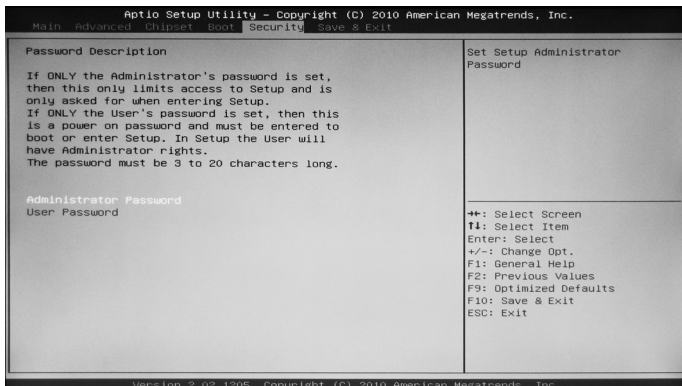 Aptio Setup Utility – Copyright (C) 2010 American Megatrends, Inc.
Main Advanced Chipset Boot Security Save & Exit
Password Description
If ONLY the Administrator's password is set,
then this only limits access to Setup and is
only asked for when entering Setup.
If ONLY the User's password is set, then this
is a power on password and must be entered to
boot or enter Setup. In Setup the User will
have Administrator rights.
The password must be 3 to 20 characters long.
Administrator Password
User Password
Set Setup Administrator
Password
→←: Select Screen
↑↓: Select Item
Enter: Select
+/-: Change Opt.
F1: General Help
F2: Previous Values
F9: Optimized Defaults
F10: Save & Exit
ESC: Exit
Version 2.02.1205. Copyright (C) 2010 American Megatrends, Inc.